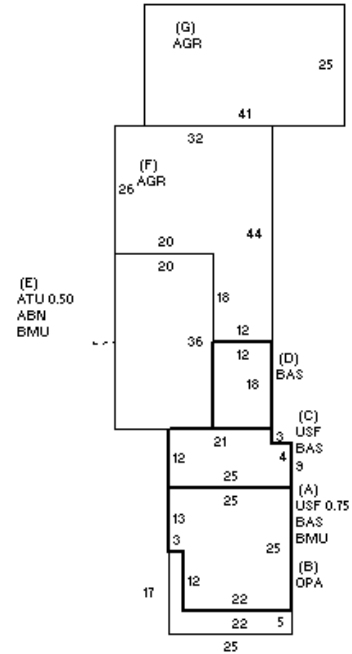 (G)
AGR
25
41
32
(F)
AGR
26
44
20
20
(E)
ATU 0.50
ABN
BMU
18
12
36
12
(D)
BAS
18
(C)
USF
BAS
21
3
12
4
9
25
(A)
USF 0.75
BAS
BMU
25
13
25
3
(B)
OPA
12
17
22
22
5
25